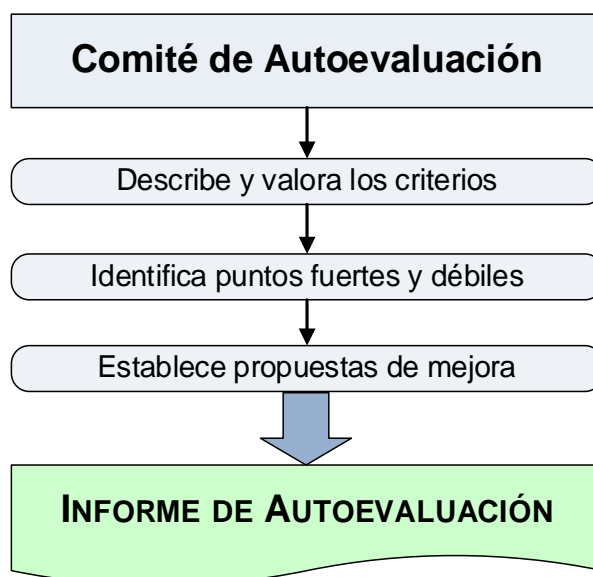 Comité de Autoevaluación
Describe y valora los criterios
Identifica puntos fuertes y débiles
Establece propuestas de mejora
INFORME DE AUTOEVALUACIÓN